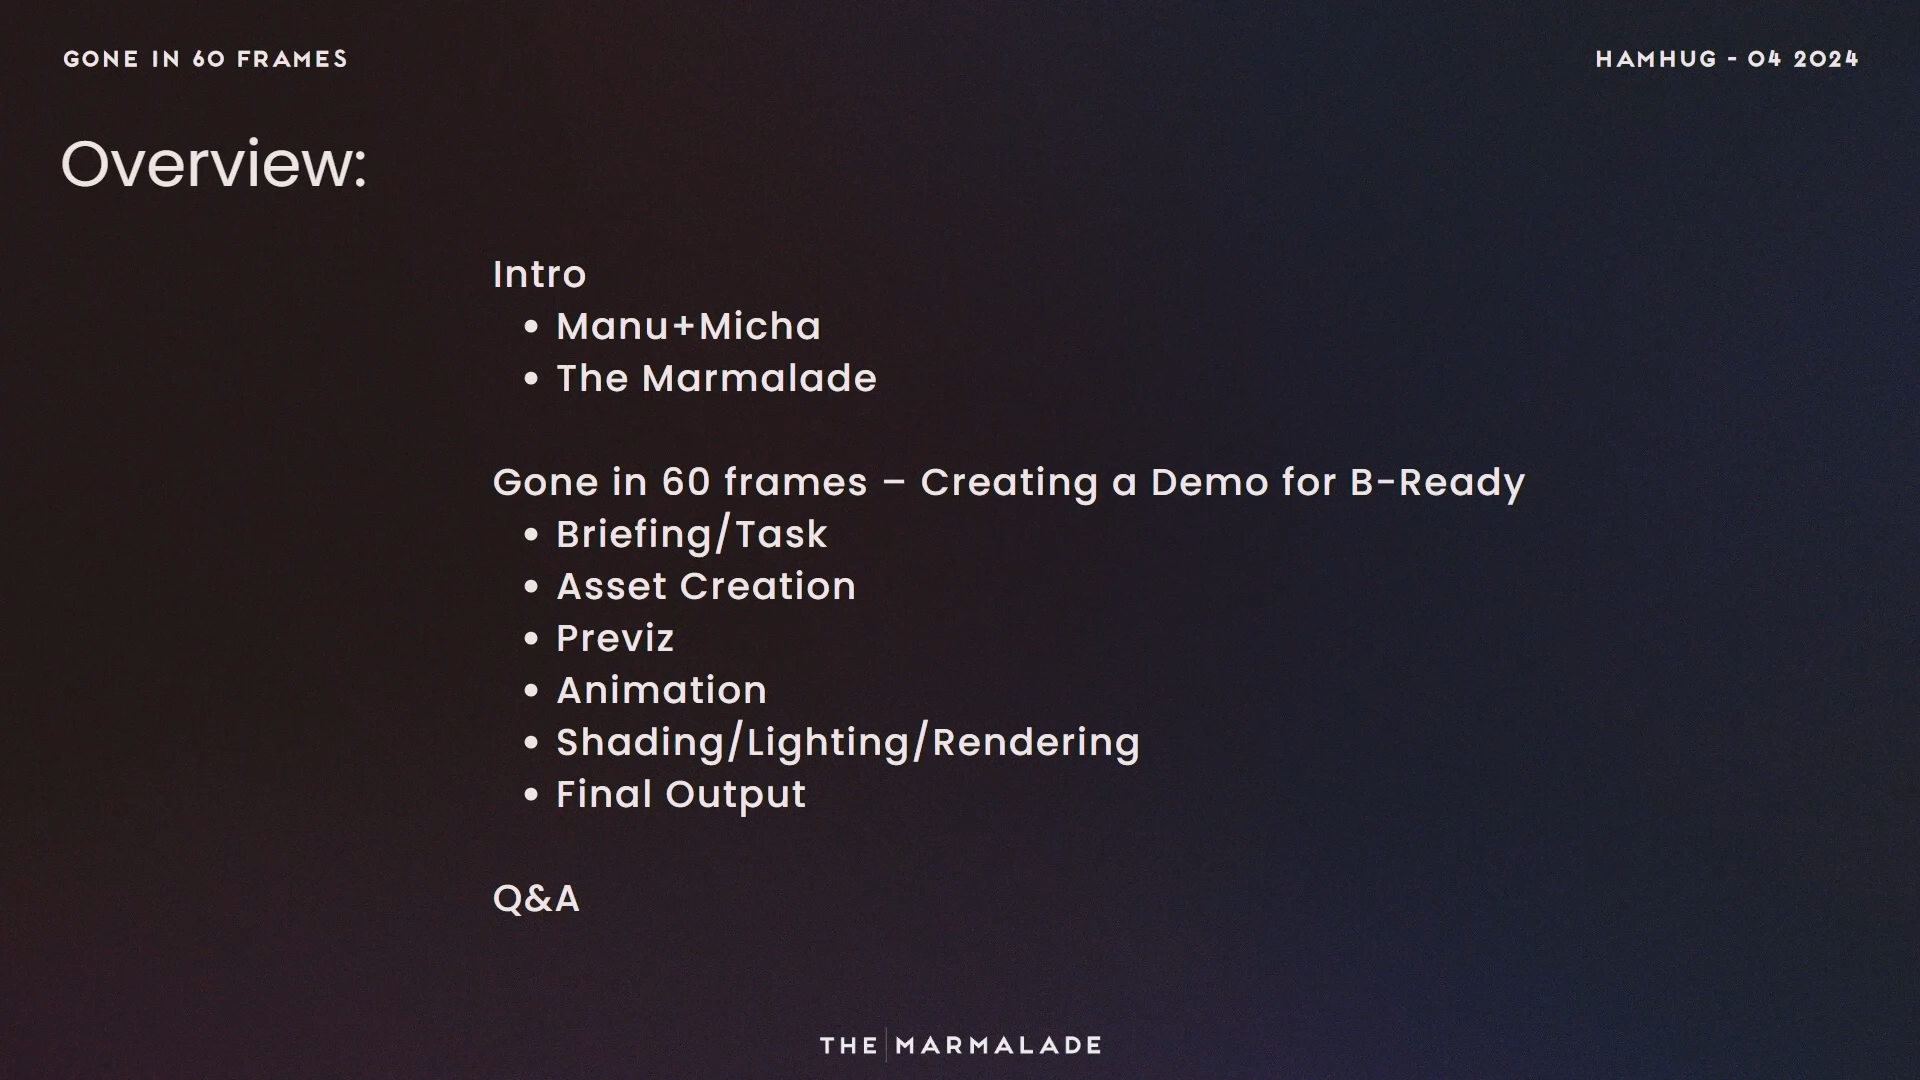 GONE IN 60 FRAMES
HAMHUG - 04 2024
Overview:
Intro
• Manu+Micha
• The Marmalade
Gone in 60 frames – Creating a Demo for B-Ready
• Briefing/Task
• Asset Creation
• Previz
• Animation
• Shading/Lighting/Rendering
• Final Output
Q&A
THE | MARMALADE